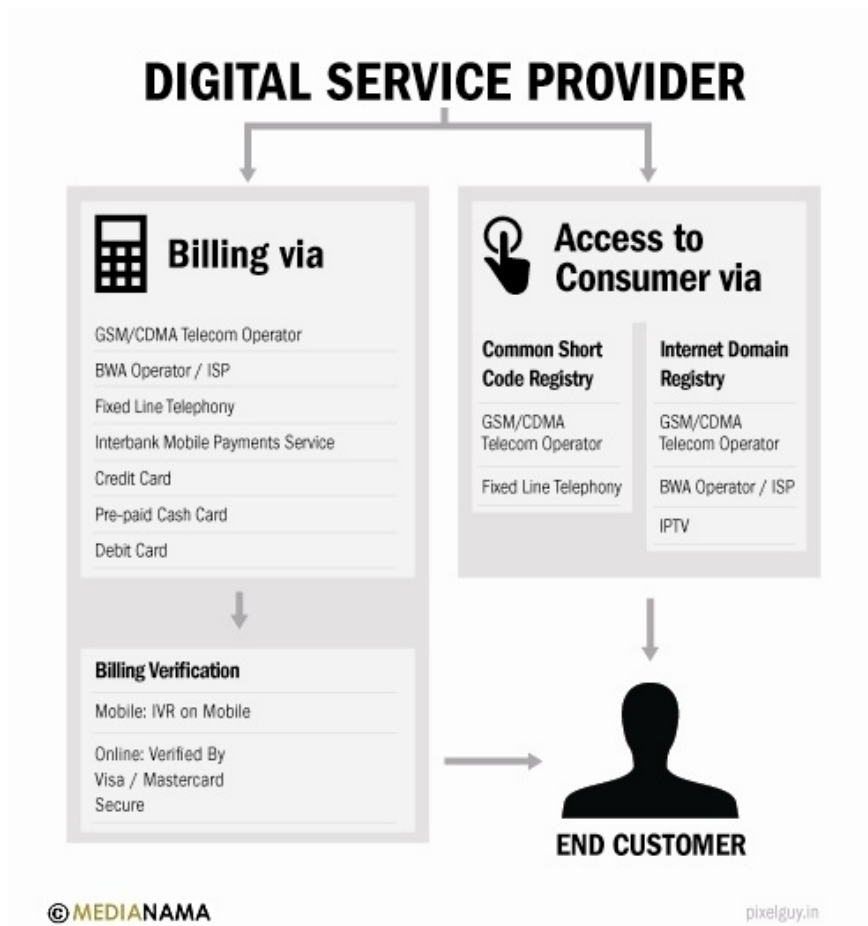 DIGITAL SERVICE PROVIDER
Billing via
GSM/CDMA Telecom Operator
BWA Operator / ISP
Fixed Line Telephony
Interbank Mobile Payments Service
Credit Card
Pre-paid Cash Card
Debit Card
Billing Verification
Mobile: IVR on Mobile
Online: Verified By
Visa / Mastercard
Secure
Access to
Consumer via
Common Short
Code Registry
GSM/CDMA
Telecom Operator
Fixed Line Telephony
Internet Domain
Registry
GSM/CDMA
Telecom Operator
BWA Operator / ISP
IPTV
END CUSTOMER
© MEDIANAMA
pixelguy.in